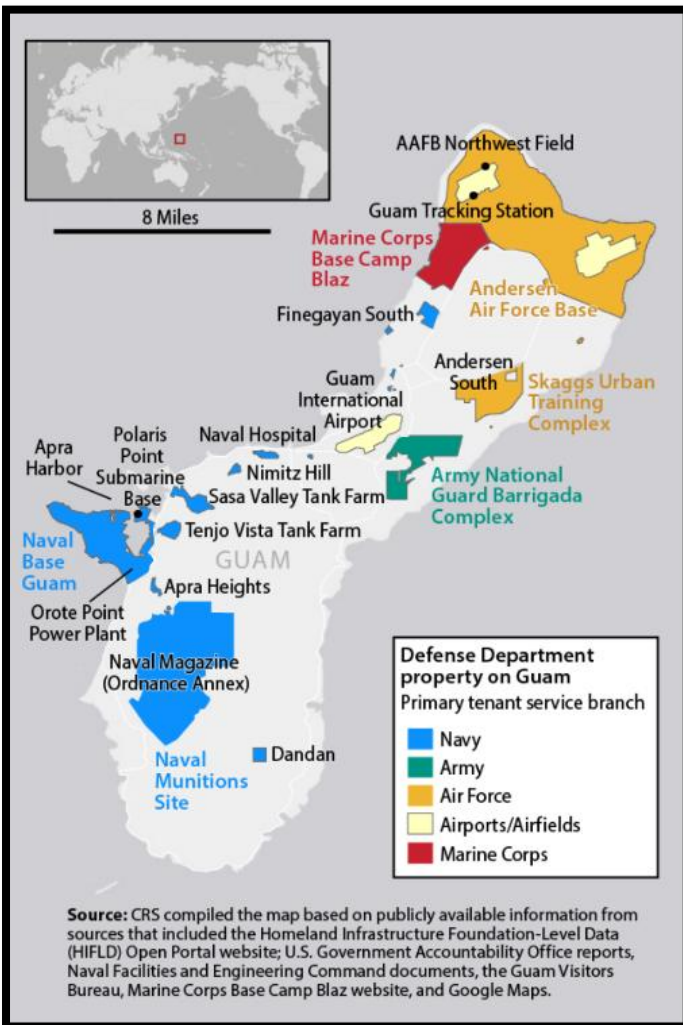 8 Miles
AAFB Northwest Field
Guam Tracking Station
Marine Corps
Base Camp
Blaz
Andersen
Air Force Base
Finegayan South
Andersen
South
Skaggs Urban
Training
Complex
Guam
International
Airport
Army National
Guard Barrigada
Complex
Naval Hospital
Nimitz Hill
Polaris
Point
Submarine
Base
Apra
Harbor
Sasa Valley Tank Farm
Tenjo Vista Tank Farm
Naval
Base
Guam
GUAM
Apra Heights
Orote Point
Power Plant
Naval Magazine
(Ordnance Annex)
Dandan
Naval
Munitions
Site
Defense Department
property on Guam
Primary tenant service branch
Navy
Army
Air Force
Airports/Airfields
Marine Corps
Source: CRS compiled the map based on publicly available information from
sources that included the Homeland Infrastructure Foundation-Level Data
(HIFLD) Open Portal website; U.S. Government Accountability Office reports,
Naval Facilities and Engineering Command documents, the Guam Visitors
Bureau, Marine Corps Base Camp Blaz website, and Google Maps.